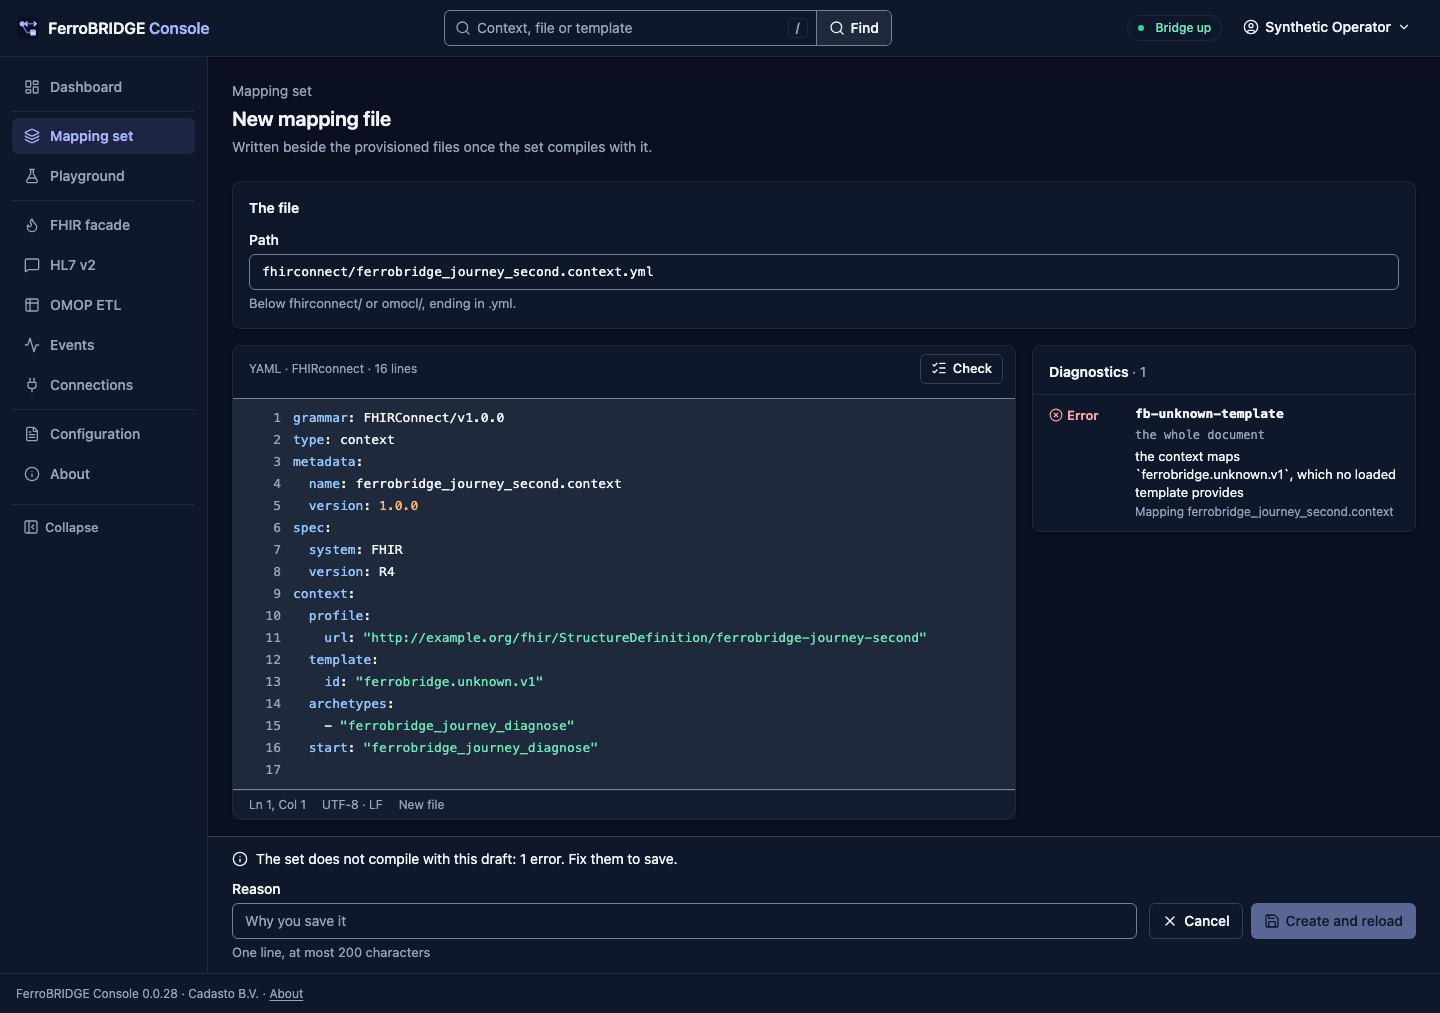 FerroBRIDGE Console
Context, file or template
/
Find
Bridge up
Synthetic Operator
Dashboard
Mapping set
Playground
FHIR facade
HL7 v2
OMOP ETL
Events
Connections
Configuration
About
Collapse
Mapping set
New mapping file
Written beside the provisioned files once the set compiles with it.
The file
Path
fhirconnect/ferrobridge_journey_second.context.yml
Below fhirconnect/ or omocl/, ending in .yml.
YAML · FHIRconnect · 16 lines
Check
1 grammar: FHIRConnect/v1.0.0
2 type: context
3 metadata:
4   name: ferrobridge_journey_second.context
5   version: 1.0.0
6 spec:
7   system: FHIR
8   version: R4
9 context:
10   profile:
11     url: "http://example.org/fhir/StructureDefinition/ferrobridge-journey-second"
12   template:
13     id: "ferrobridge.unknown.v1"
14   archetypes:
15     - "ferrobridge_journey_diagnose"
16   start: "ferrobridge_journey_diagnose"
17
Ln 1, Col 1 UTF-8 · LF New file
Diagnostics · 1
Error
fb-unknown-template
the whole document
the context maps
`ferrobridge.unknown.v1`, which no loaded
template provides
Mapping ferrobridge_journey_second.context
The set does not compile with this draft: 1 error. Fix them to save.
Reason
Why you save it
Cancel
Create and reload
One line, at most 200 characters
FerroBRIDGE Console 0.0.28 · Cadasto B.V. · About